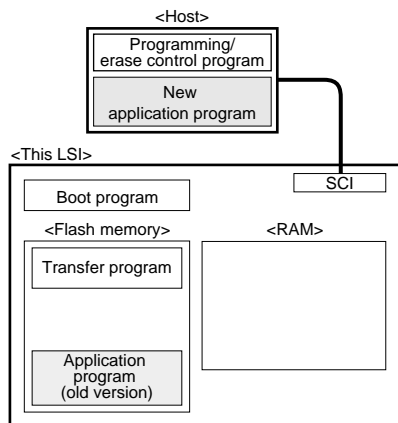 <Host>
Programming/
erase control program
New
application program
<This LSI>
SCI
Boot program
<Flash memory>
<RAM>
Transfer program
Application
program
(old version)